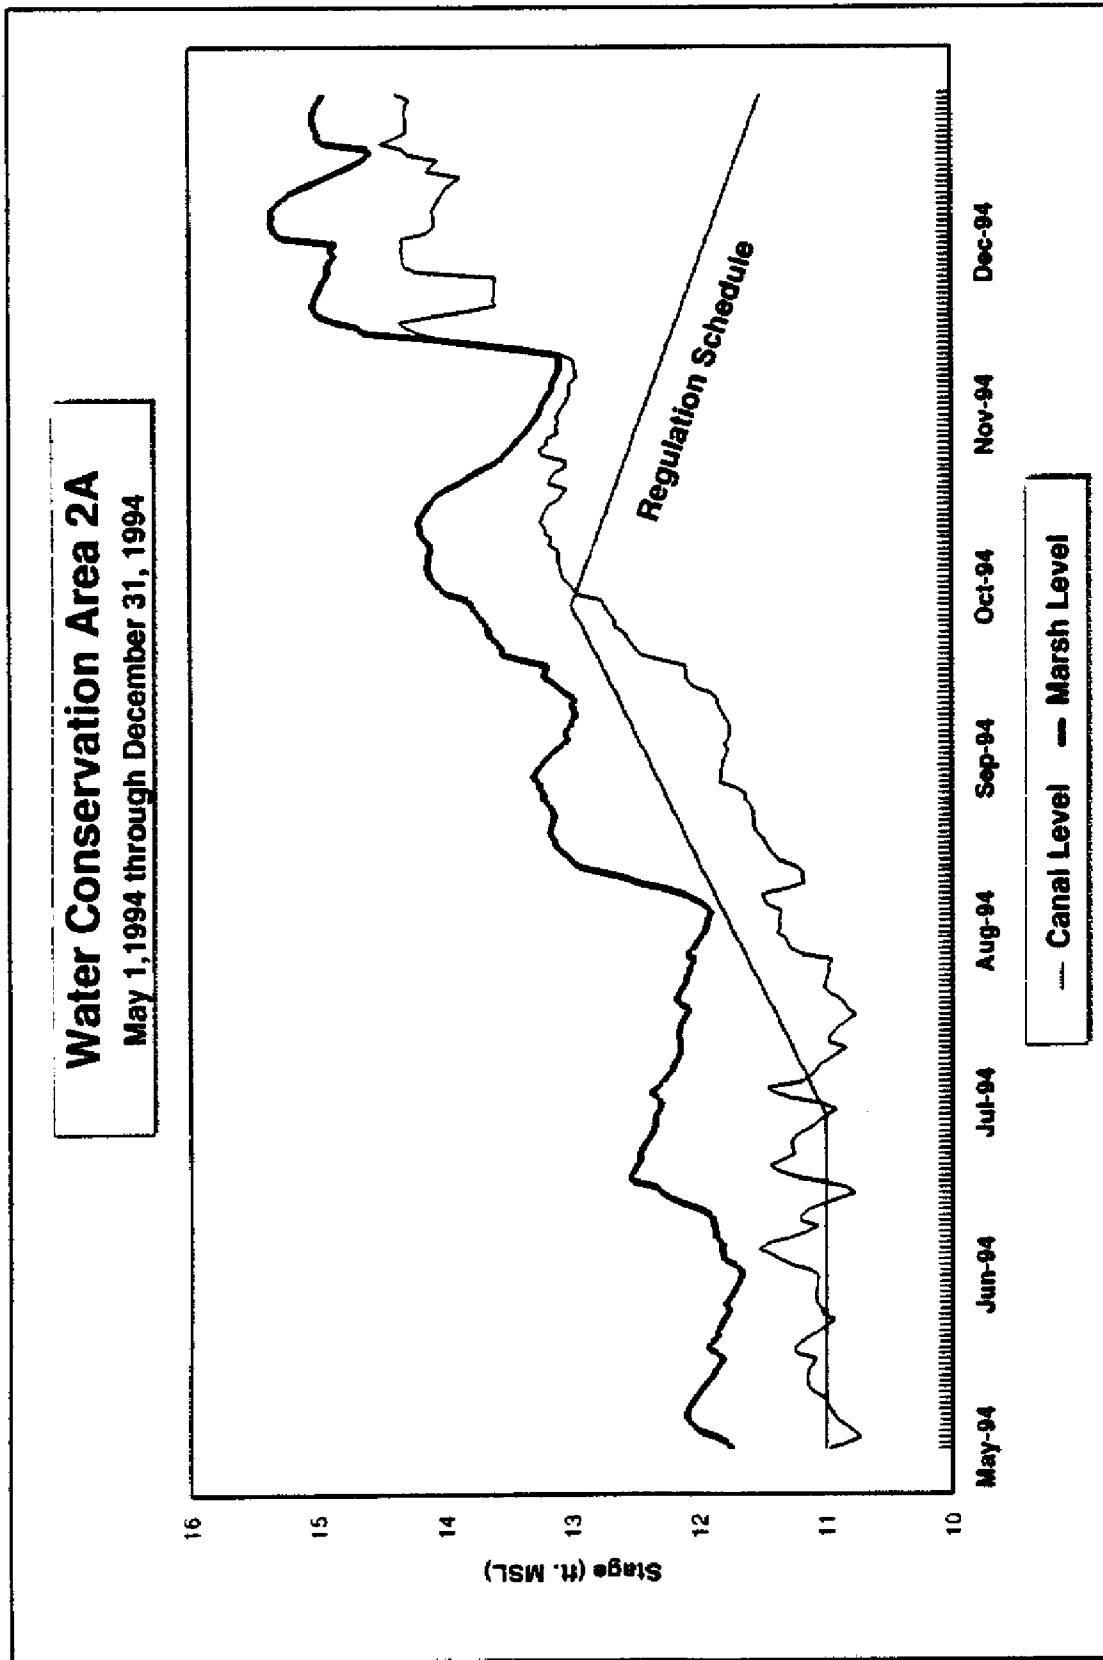 Water Conservation Area 2A
May 1,1994 through December 31, 1994
Stage (ft. MSL)
16
15
14
13
12
11
10
Regulation Schedule
May-94 Jun-94 Jul-94 Aug-94 Sep-94 Oct-94 Nov-94 Dec-94
Canal Level Marsh Level